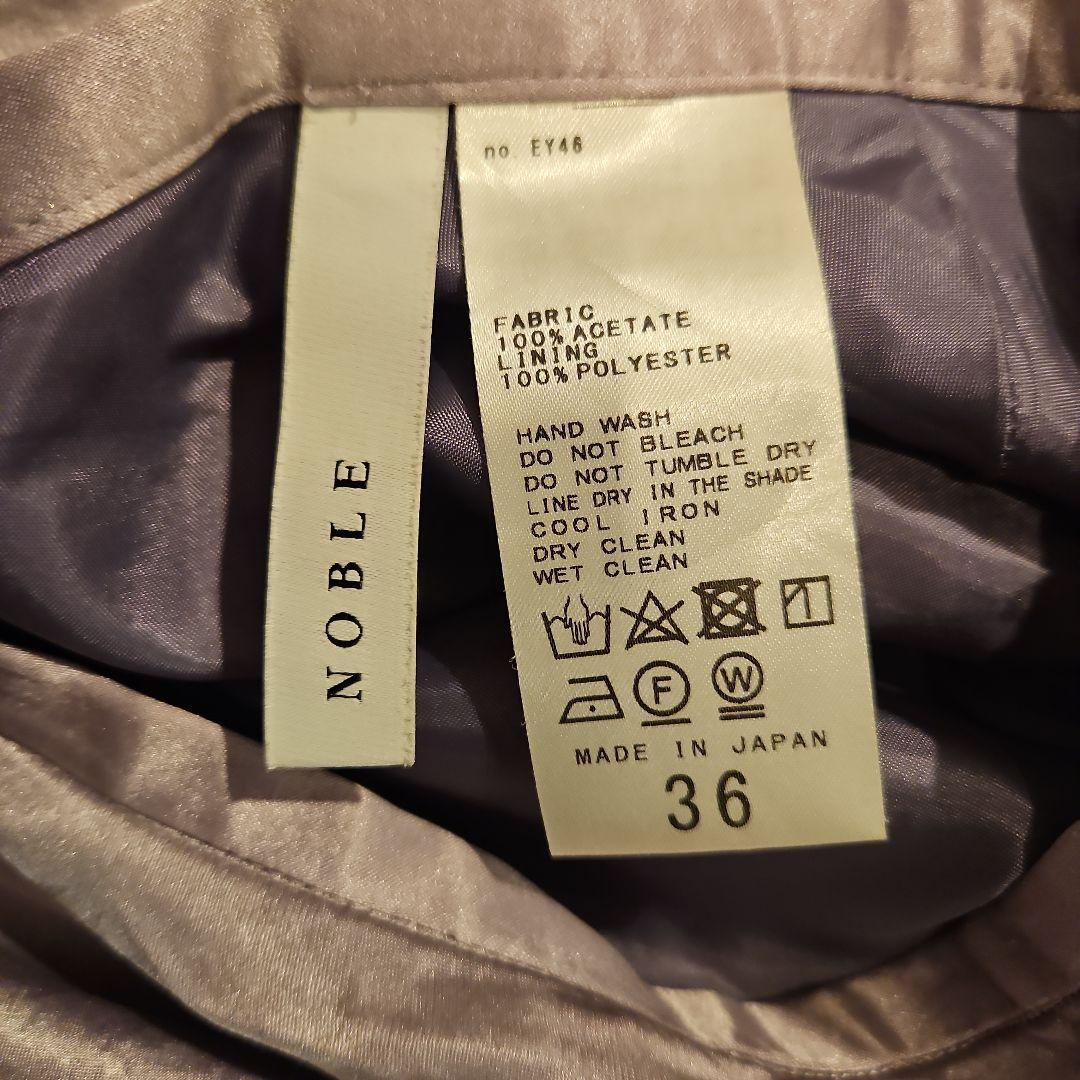 NOBLE
no. EY46
FABRIC
100% ACETATE
LINING
100% POLYESTER
HAND WASH
DO NOT BLEACH
DO NOT TUMBLE DRY
LINE DRY IN THE SHADE
COOL IRON
DRY CLEAN
WET CLEAN
F W
MADE IN JAPAN
36